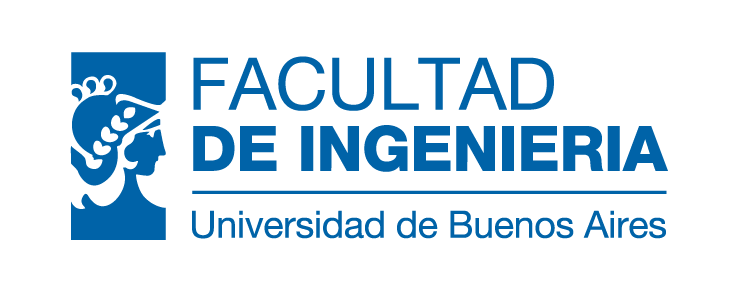 FACULTAD
DE INGENIERIA
Universidad de Buenos Aires